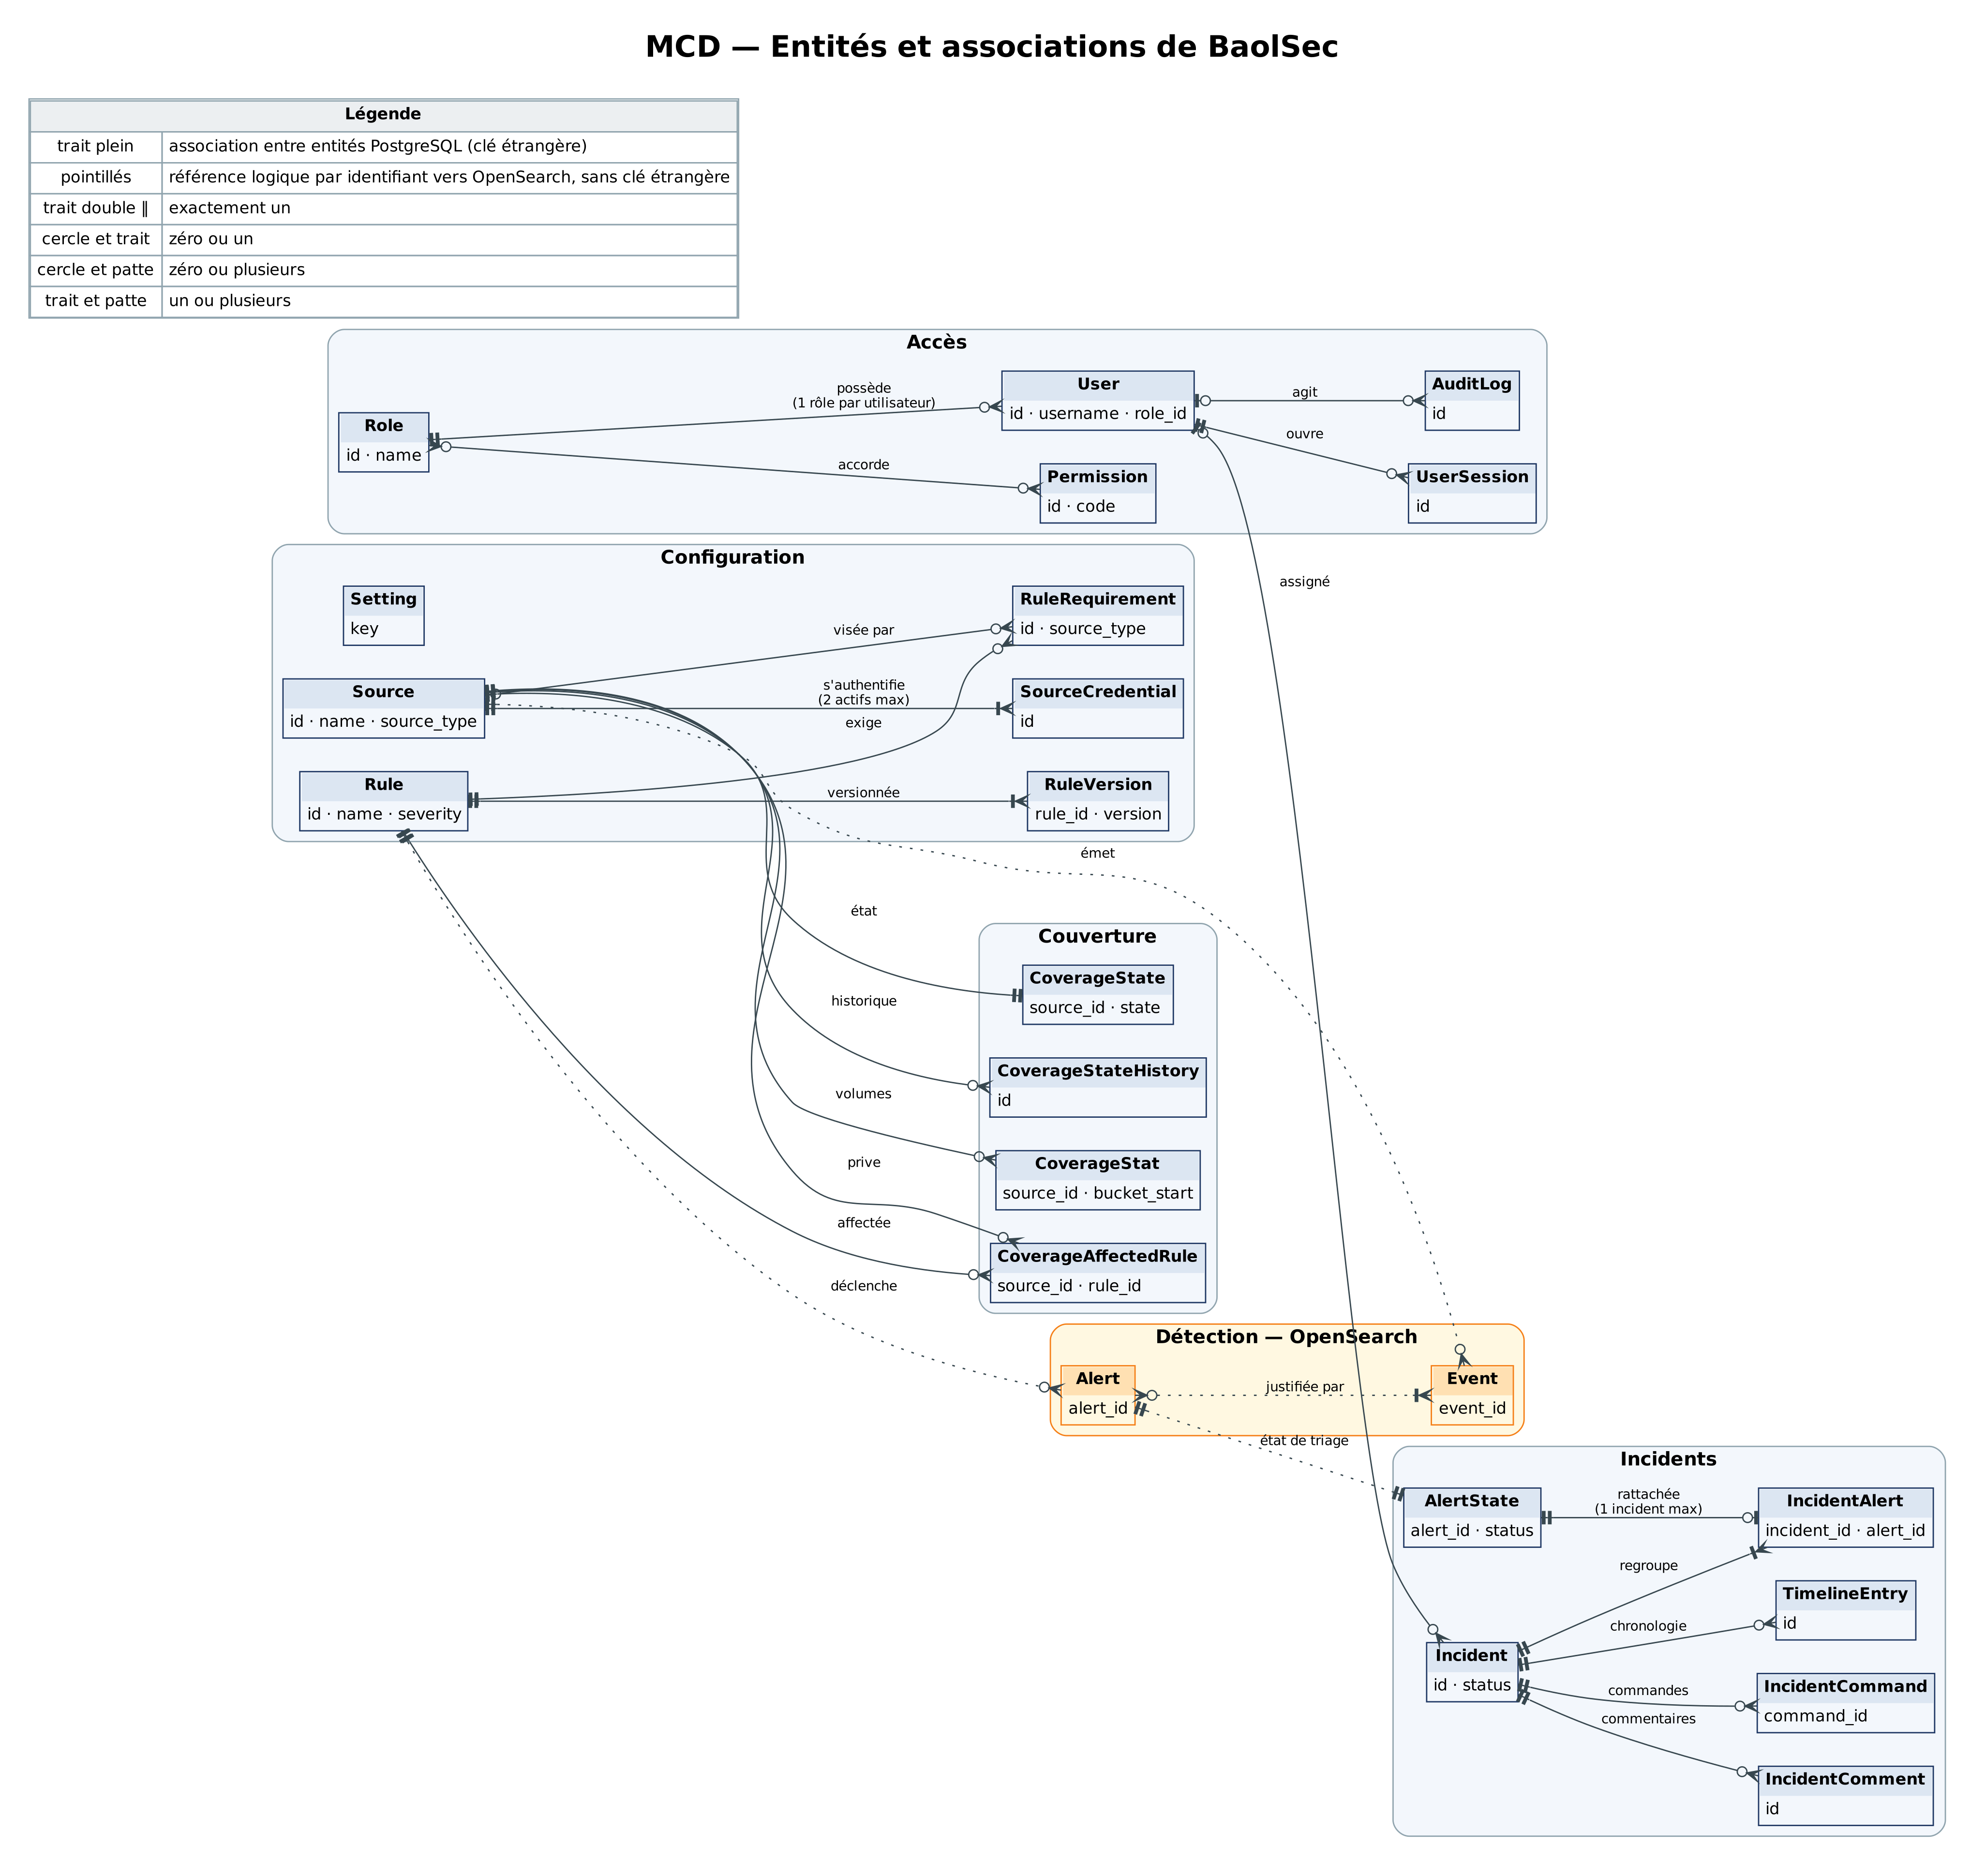 MCD — Entités et associations de BaolSec
Légende
trait plein
association entre entités PostgreSQL (clé étrangère)
pointillés
référence logique par identifiant vers OpenSearch, sans clé étrangère
trait double ‖
exactement un
cercle et trait
zéro ou un
cercle et patte
zéro ou plusieurs
trait et patte
un ou plusieurs
Accès
Role
id · name
possède
(1 rôle par utilisateur)
accorde
User
id · username · role_id
Permission
id · code
agit
ouvre
AuditLog
id
UserSession
id
assigné
Configuration
Setting
key
Source
id · name · source_type
Rule
id · name · severity
visée par
s'authentifie
(2 actifs max)
exige
versionnée
RuleRequirement
id · source_type
SourceCredential
id
RuleVersion
rule_id · version
émet
état
historique
volumes
prive
affectée
déclenche
Couverture
CoverageState
source_id · state
CoverageStateHistory
id
CoverageStat
source_id · bucket_start
CoverageAffectedRule
source_id · rule_id
Détection — OpenSearch
Alert
alert_id
justifiée par
Event
event_id
état de triage
Incidents
AlertState
alert_id · status
rattachée
(1 incident max)
IncidentAlert
incident_id · alert_id
regroupe
TimelineEntry
id
chronologie
Incident
id · status
commandes
IncidentCommand
command_id
commentaires
IncidentComment
id